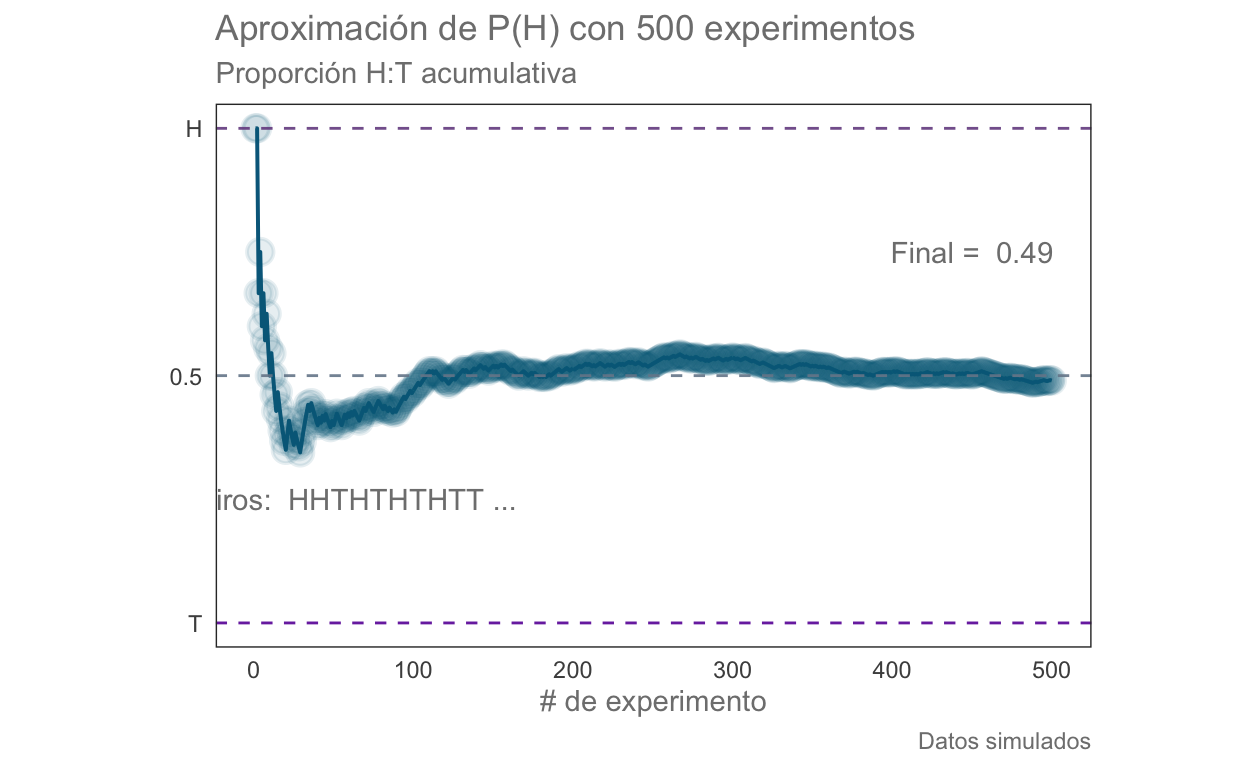 Aproximación de P(H) con 500 experimentos
Proporción H:T acumulativa
H
Final = 0.49
0.5
iros: HHTHTHTHTT ...
T
0 100 200 300 400 500
# de experimento
Datos simulados